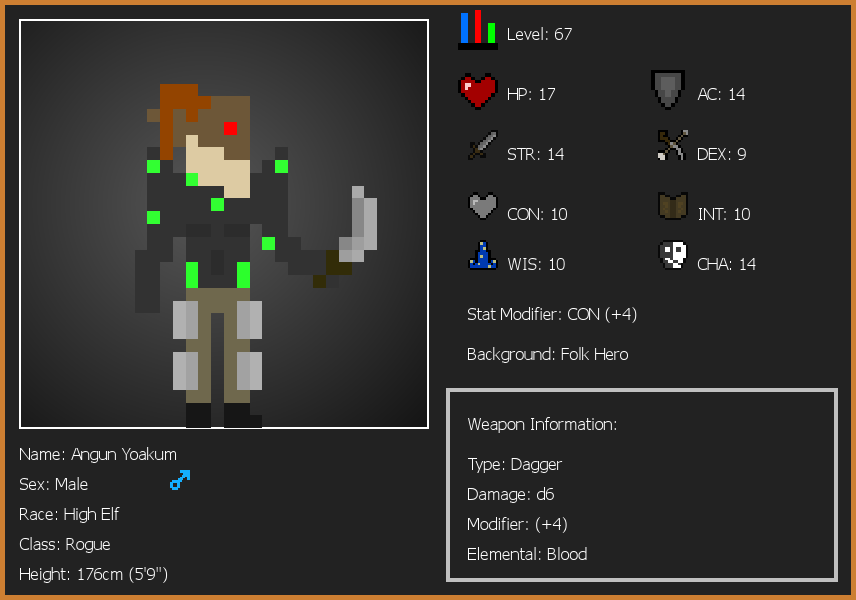 Level: 67
HP: 17
AC: 14
STR: 14
DEX: 9
CON: 10
INT: 10
WIS: 10
CHA: 14
Stat Modifier: CON (+4)
Background: Folk Hero
Weapon Information:
Type: Dagger
Damage: d6
Modifier: (+4)
Elemental: Blood
Name: Angun Yoakum
Sex: Male
Race: High Elf
Class: Rogue
Height: 176cm (5'9")